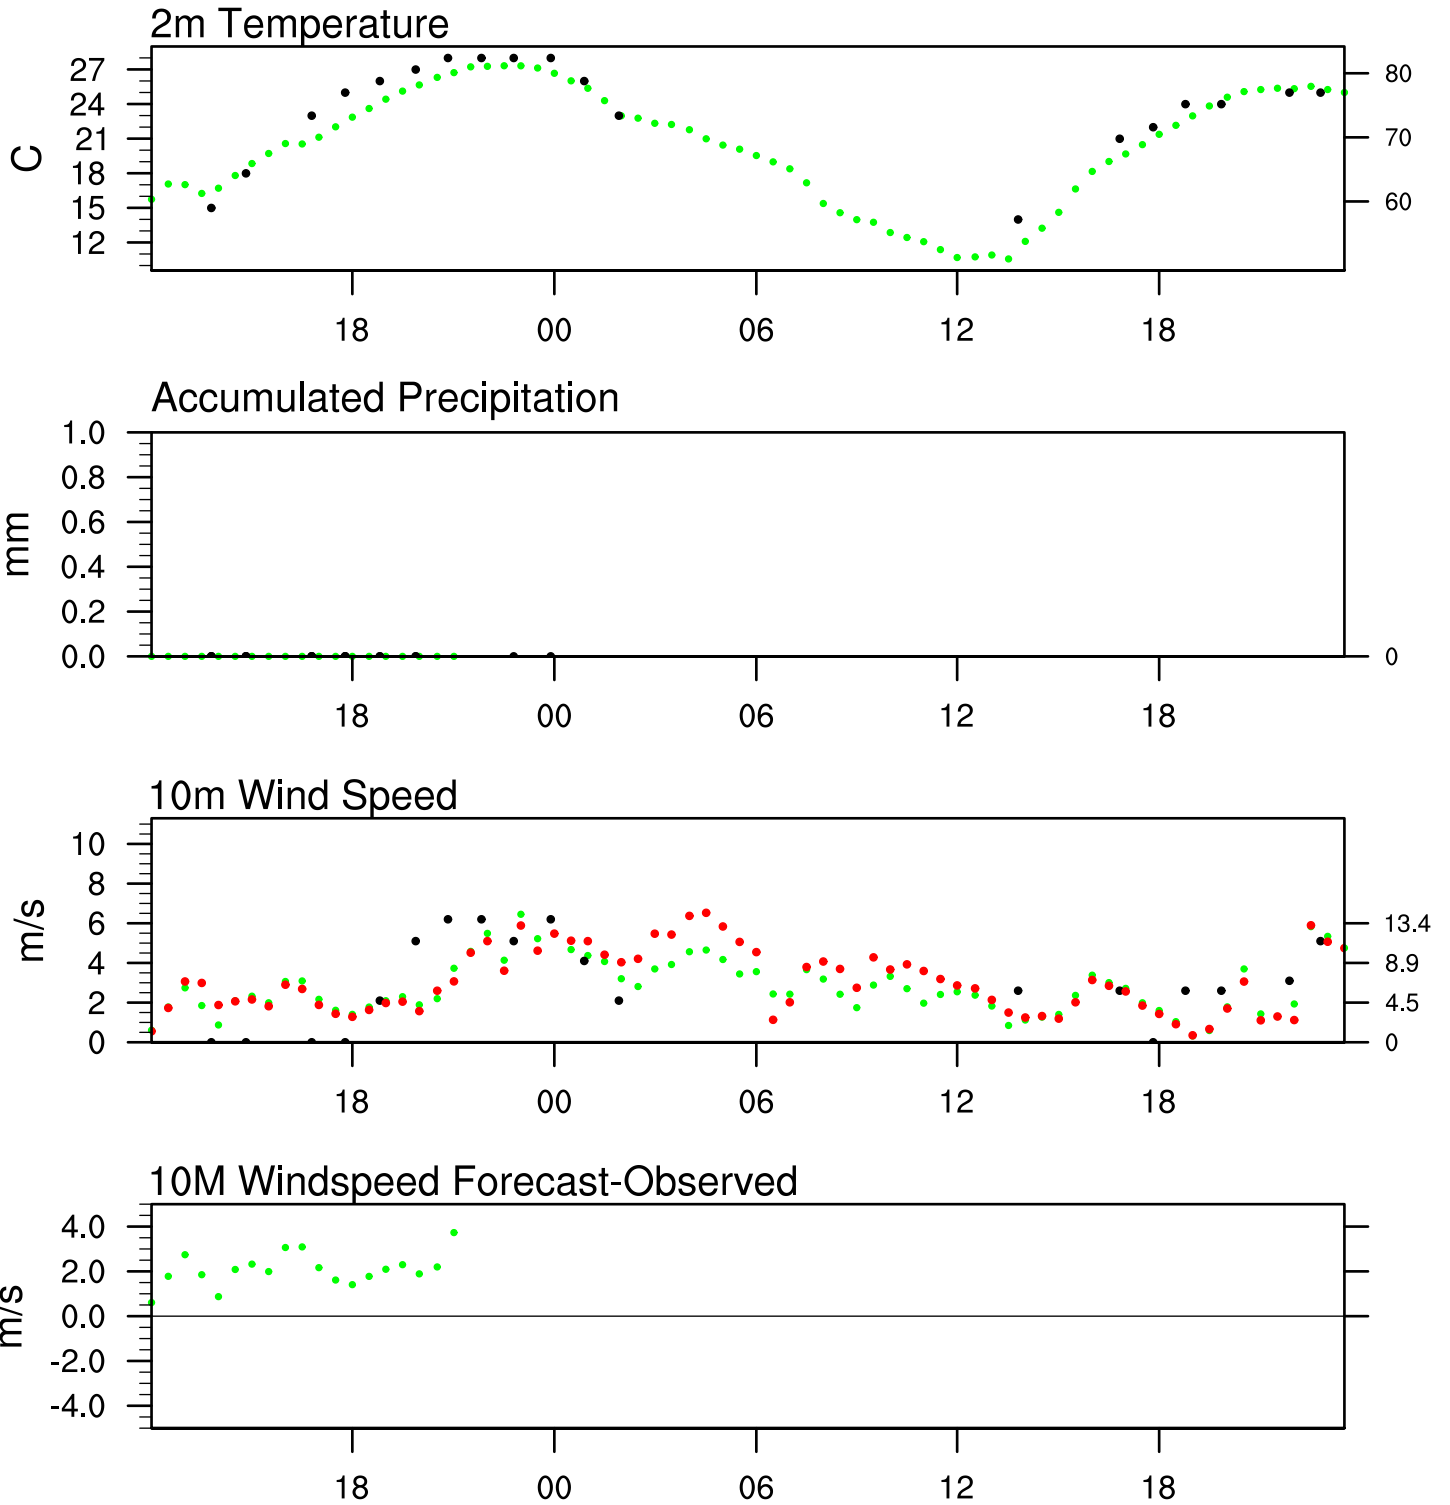 2m Temperature
27
24
21
18
15
12
C
80
70
60
18 00 06 12 18
Accumulated Precipitation
1.0
0.8
0.6
0.4
0.2
0.0
mm
0
18 00 06 12 18
10m Wind Speed
10
8
6
4
2
0
m/s
13.4
8.9
4.5
0
18 00 06 12 18
10M Windspeed Forecast-Observed
4.0
2.0
0.0
-2.0
-4.0
m/s
18 00 06 12 18